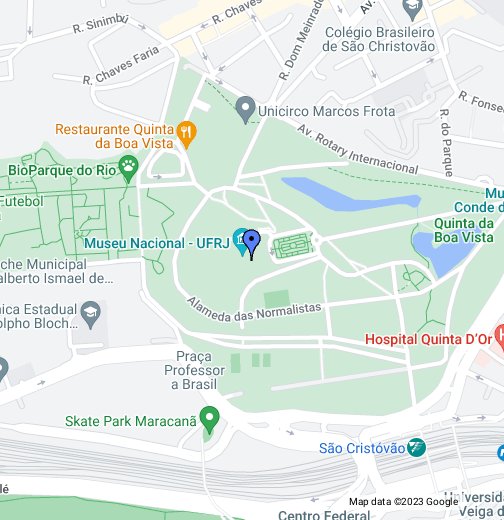 R. Sinimbú
R. Chaves
Av.
Colégio Brasileiro
de São Christovão
R. Chaves Faria
R. Dom Meinrado
R. Fonse
Unicirco Marcos Frota
R. do Parque
Restaurante Quinta
da Boa Vista
Av. Rotary Internacional
BioParque do Rio
Mu
Conde d
Futebol
a
Quinta da
Boa Vista
Museu Nacional - UFRJ
che Municipal
alberto Ismael de...
Alameda das Normalistas
nica Estadual
olpho Bloch...
Hospital Quinta D'Or
H
Praça
Professor
a Brasil
Skate Park Maracanã
São Cristóvão
lé
Map data ©2023 Google
Universida
Veiga d
Centro Federal